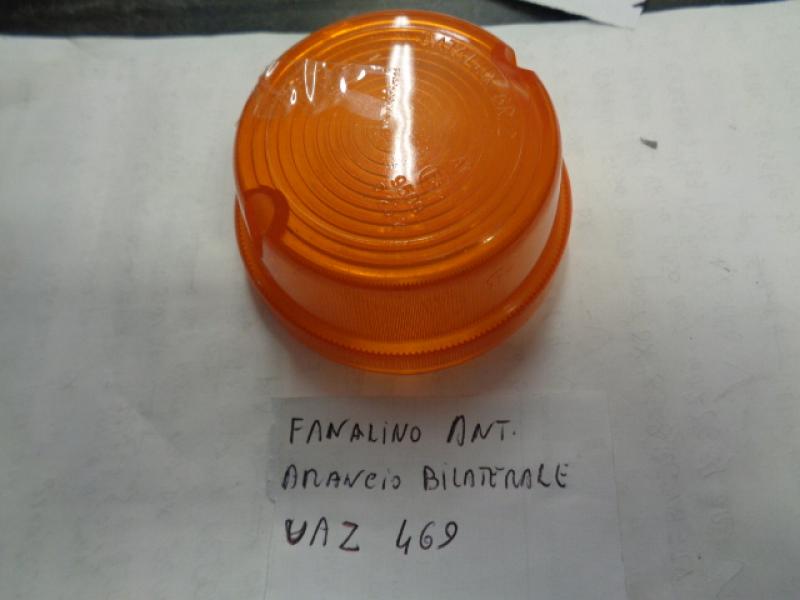 FANALINO ANT.
ARANCIO BILATERALE
UAZ 469